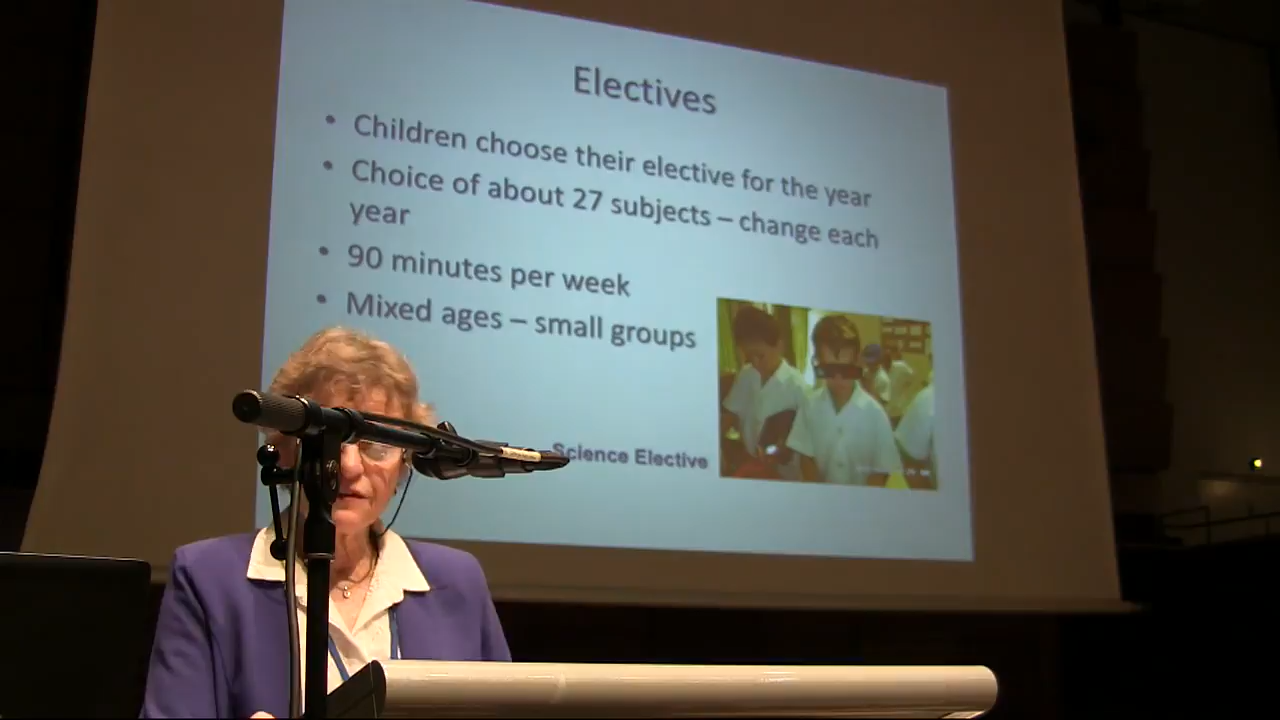 Electives
• Children choose their elective for the year
• Choice of about 27 subjects – change each
year
• 90 minutes per week
• Mixed ages – small groups
Science Elective